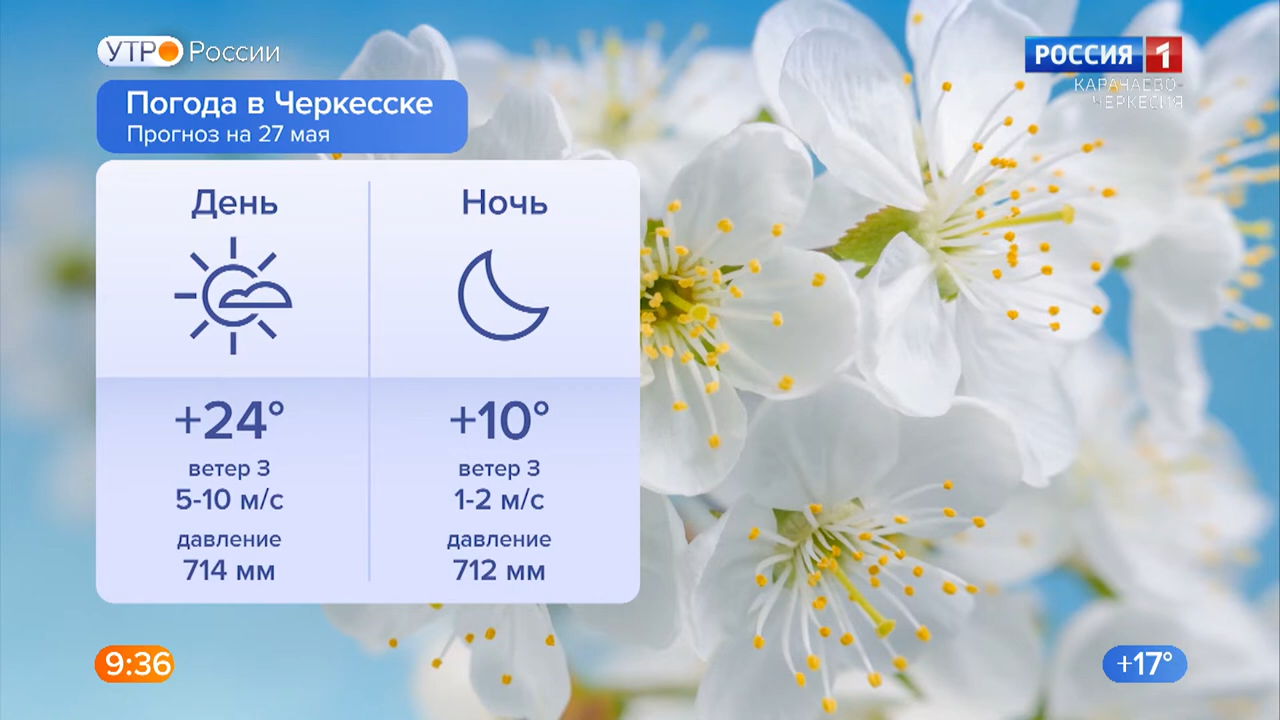 УТРО России
РОССИЯ 1
КАРАЧАЕВО-
ЧЕРКЕСИЯ
Погода в Черкесске
Прогноз на 27 мая
День
Ночь
+24°
ветер З
5-10 м/с
давление
714 мм
+10°
ветер З
1-2 м/с
давление
712 мм
9:36
+17°